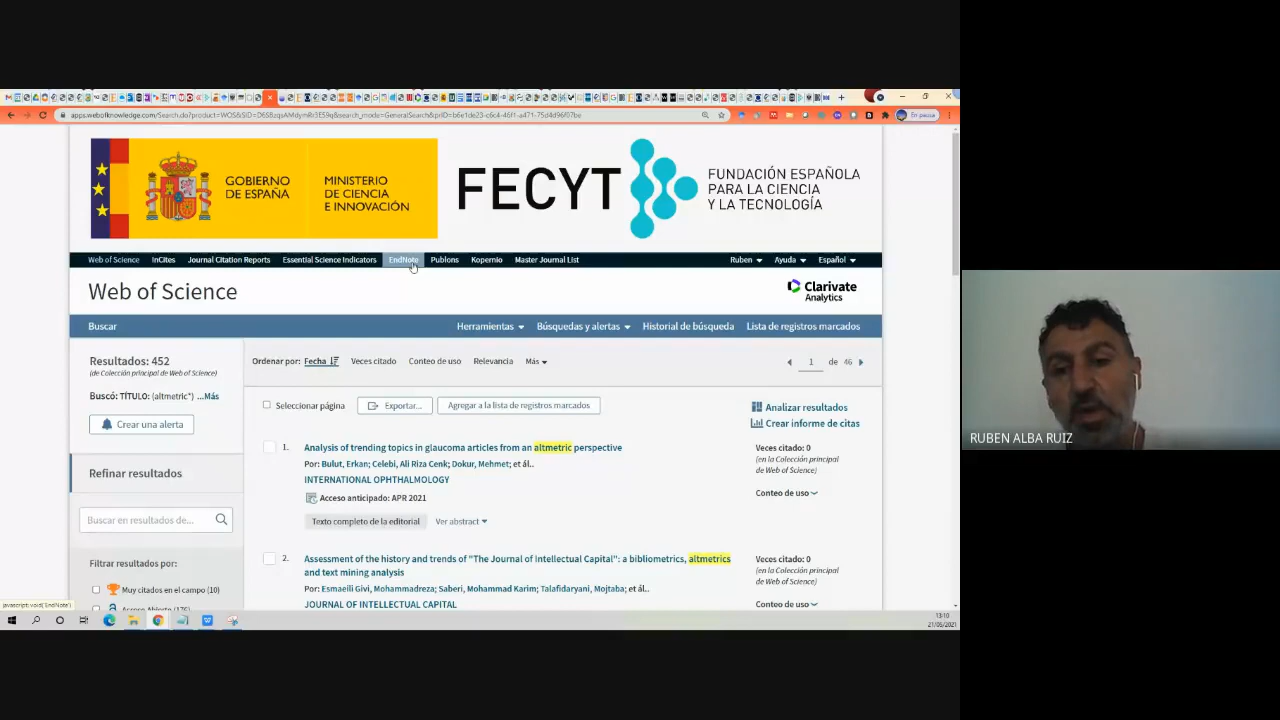 En pausa
GOBIERNO
DE ESPAÑA
MINISTERIO
DE CIENCIA
E INNOVACIÓN
FECYT
FUNDACIÓN ESPAÑOLA
PARA LA CIENCIA
Y LA TECNOLOGÍA
Web of Science InCites Journal Citation Reports Essential Science Indicators EndNote Publons Kopernio Master Journal List Ruben Ayuda Español
Web of Science
Clarivate
Analytics
Buscar Herramientas Búsquedas y alertas Historial de búsqueda Lista de registros marcados
Resultados: 452
(de Colección principal de Web of Science)
Buscó: TÍTULO: (altmetric*) ...Más
Crear una alerta
Refinar resultados
Buscar en resultados de...
Filtrar resultados por:
Muy citados en el campo (10)
Ordenar por: Fecha Veces citado Conteo de uso Relevancia Más
1 de 46
Seleccionar página Exportar... Agregar a la lista de registros marcados
Analizar resultados
Crear informe de citas
1. Analysis of trending topics in glaucoma articles from an altmetric perspective
Por: Bulut, Erkan; Celebi, Ali Riza Cenk; Dokur, Mehmet; et ál..
INTERNATIONAL OPHTHALMOLOGY
Acceso anticipado: APR 2021
Texto completo de la editorial Ver abstract
Veces citado: 0
(en la Colección principal
de Web of Science)
Conteo de uso
2. Assessment of the history and trends of "The Journal of Intellectual Capital": a bibliometrics, altmetrics
and text mining analysis
Por: Esmaeili Givi, Mohammadreza; Saberi, Mohammad Karim; Talafidaryani, Mojtaba; et ál..
JOURNAL OF INTELLECTUAL CAPITAL
Veces citado: 0
(en la Colección principal
de Web of Science)
Conteo de uso
javascript:void('EndNote')
13:10
21/05/2021
RUBEN ALBA RUIZ